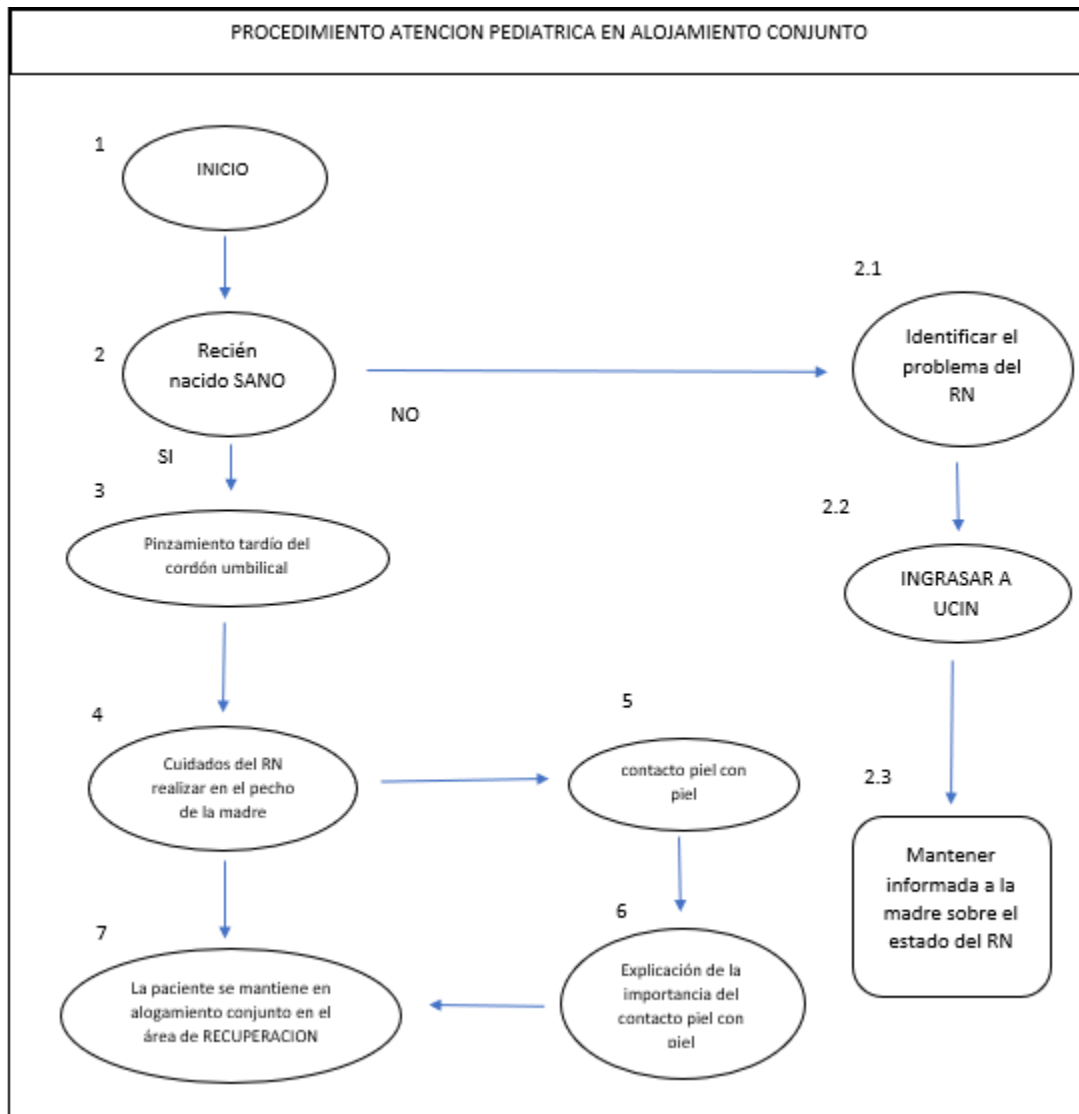 PROCEDIMIENTO ATENCION PEDIATRICA EN ALOJAMIENTO CONJUNTO
1
INICIO
2
Recién
nacido SANO
NO
SI
2.1
Identificar el
problema del
RN
2.2
INGRASAR A
UCIN
2.3
Mantener
informada a la
madre sobre el
estado del RN
3
Pinzamiento tardío del
cordón umbilical
4
Cuidados del RN
realizar en el pecho
de la madre
5
contacto piel con
piel
6
Explicación de la
importancia del
contacto piel con
piel
7
La paciente se mantiene en
alogamiento conjunto en el
área de RECUPERACION